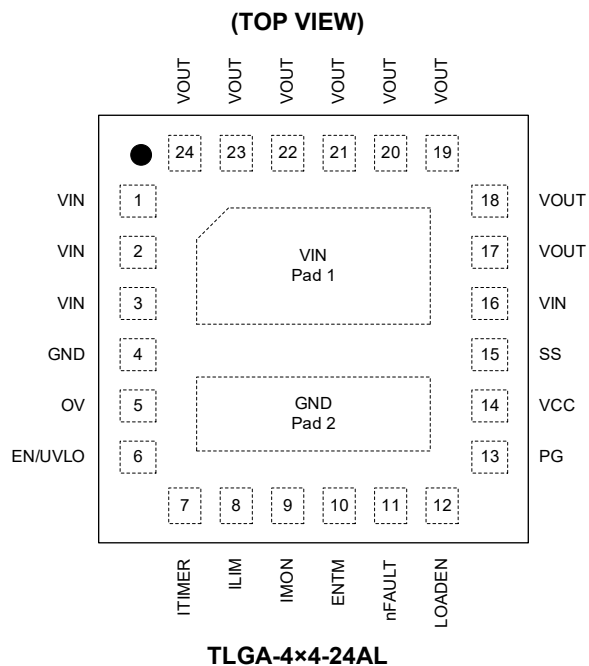 (TOP VIEW)
VOUT VOUT VOUT VOUT VOUT VOUT
24 23 22 21 20 19
VIN 1 18 VOUT
VIN 2 17 VOUT
VIN
Pad 1
VIN 3 16 VIN
GND 4 15 SS
OV 5 14 VCC
GND
Pad 2
EN/UVLO 6 13 PG
7 8 9 10 11 12
ITIMER ILIM IMON ENTM nFAULT LOADEN
TLGA-4×4-24AL